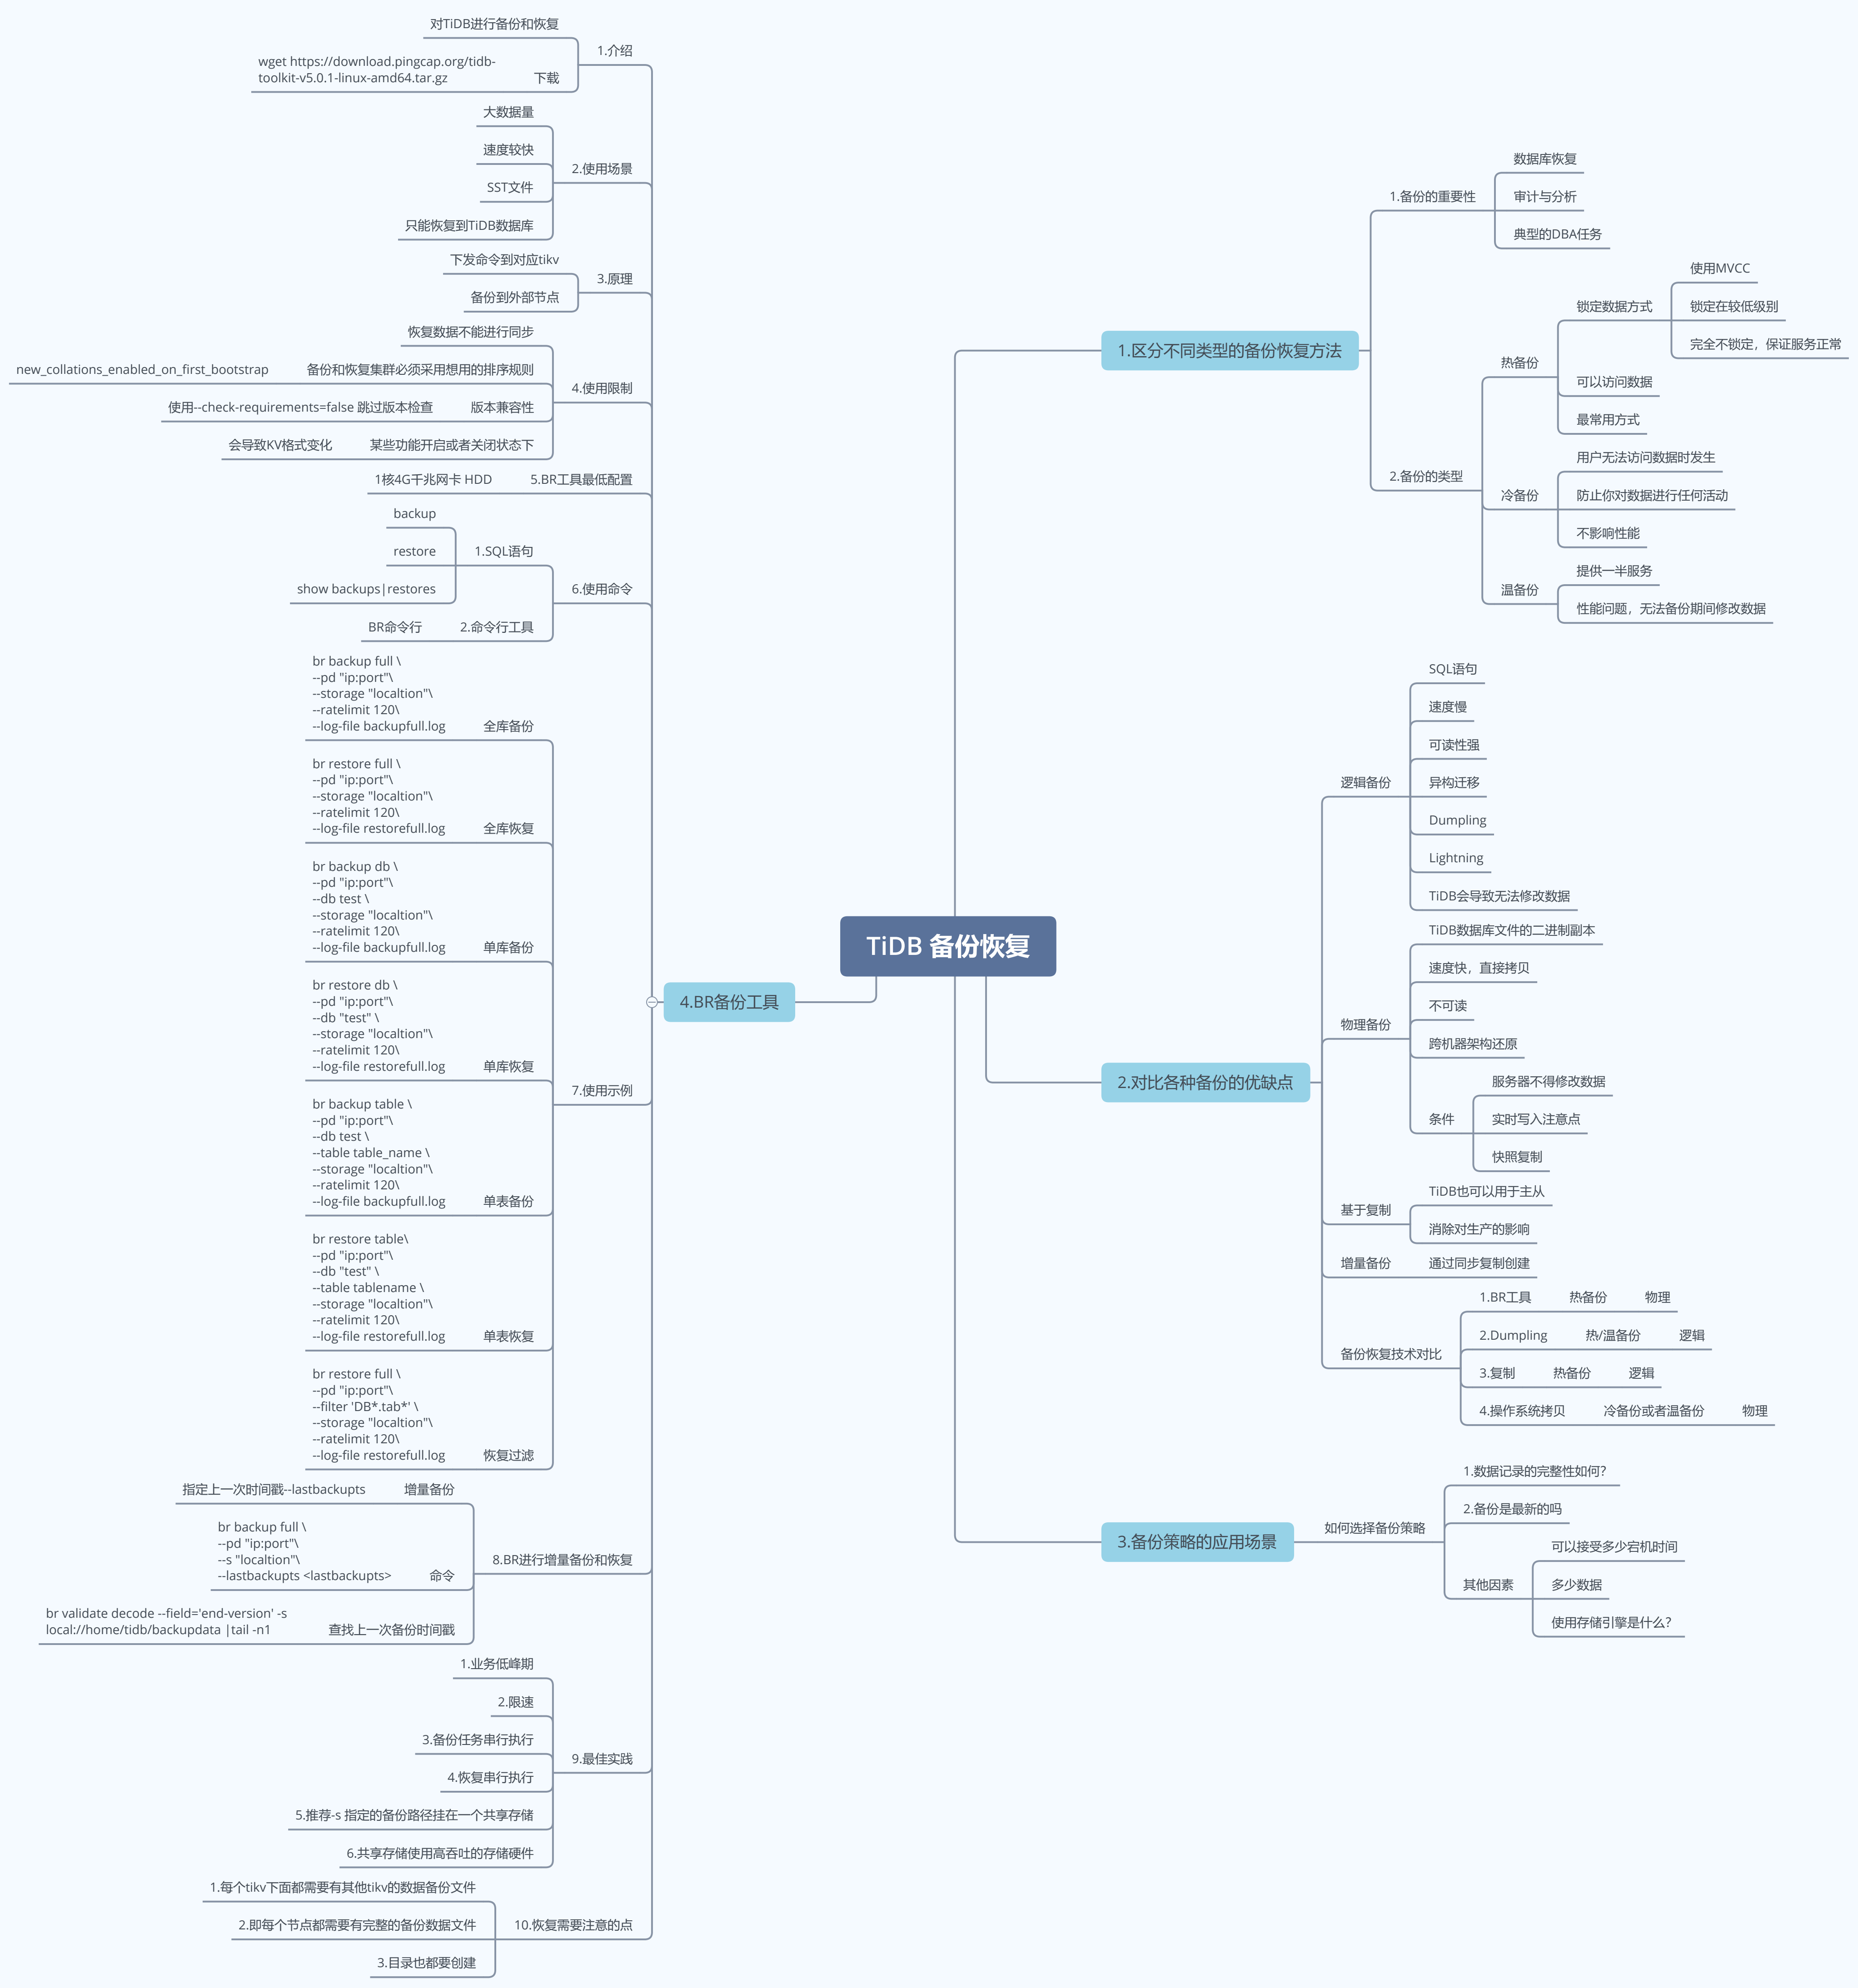 TiDB 备份恢复
1.区分不同类型的备份恢复方法
1.备份的重要性
数据库恢复
审计与分析
典型的DBA任务
2.备份的类型
热备份
锁定数据方式
使用MVCC
锁定在较低级别
完全不锁定，保证服务正常
可以访问数据
最常用方式
冷备份
用户无法访问数据时发生
防止你对数据进行任何活动
不影响性能
温备份
提供一半服务
性能问题，无法备份期间修改数据
2.对比各种备份的优缺点
逻辑备份
SQL语句
速度慢
可读性强
异构迁移
Dumpling
Lightning
TiDB会导致无法修改数据
物理备份
TiDB数据库文件的二进制副本
速度快，直接拷贝
不可读
跨机器架构还原
条件
服务器不得修改数据
实时写入注意点
快照复制
基于复制
TiDB也可以用于主从
消除对生产的影响
增量备份
通过同步复制创建
备份恢复技术对比
1.BR工具
热备份
物理
2.Dumpling
热/温备份
逻辑
3.复制
热备份
逻辑
4.操作系统拷贝
冷备份或者温备份
物理
3.备份策略的应用场景
如何选择备份策略
1.数据记录的完整性如何？
2.备份是最新的吗
其他因素
可以接受多少宕机时间
多少数据
使用存储引擎是什么？
4.BR备份工具
1.介绍
对TiDB进行备份和恢复
下载
wget https://download.pingcap.org/tidb-
toolkit-v5.0.1-linux-amd64.tar.gz
2.使用场景
大数据量
速度较快
SST文件
只能恢复到TiDB数据库
3.原理
下发命令到对应tikv
备份到外部节点
4.使用限制
恢复数据不能进行同步
备份和恢复集群必须采用想用的排序规则
new_collations_enabled_on_first_bootstrap
版本兼容性
使用--check-requirements=false 跳过版本检查
某些功能开启或者关闭状态下
会导致KV格式变化
5.BR工具最低配置
1核4G千兆网卡 HDD
6.使用命令
1.SQL语句
backup
restore
show backups|restores
2.命令行工具
BR命令行
7.使用示例
全库备份
br backup full \
--pd "ip:port"\
--storage "localtion"\
--ratelimit 120\
--log-file backupfull.log
全库恢复
br restore full \
--pd "ip:port"\
--storage "localtion"\
--ratelimit 120\
--log-file restorefull.log
单库备份
br backup db \
--pd "ip:port"\
--db test \
--storage "localtion"\
--ratelimit 120\
--log-file backupfull.log
单库恢复
br restore db \
--pd "ip:port"\
--db "test" \
--storage "localtion"\
--ratelimit 120\
--log-file restorefull.log
单表备份
br backup table \
--pd "ip:port"\
--db test \
--table table_name \
--storage "localtion"\
--ratelimit 120\
--log-file backupfull.log
单表恢复
br restore table\
--pd "ip:port"\
--db "test" \
--table tablename \
--storage "localtion"\
--ratelimit 120\
--log-file restorefull.log
恢复过滤
br restore full \
--pd "ip:port"\
--filter 'DB*.tab*' \
--storage "localtion"\
--ratelimit 120\
--log-file restorefull.log
8.BR进行增量备份和恢复
增量备份
指定上一次时间戳--lastbackupts
命令
br backup full \
--pd "ip:port"\
--s "localtion"\
--lastbackupts <lastbackupts>
查找上一次备份时间戳
br validate decode --field='end-version' -s
local://home/tidb/backupdata |tail -n1
9.最佳实践
1.业务低峰期
2.限速
3.备份任务串行执行
4.恢复串行执行
5.推荐-s 指定的备份路径挂在一个共享存储
6.共享存储使用高吞吐的存储硬件
10.恢复需要注意的点
1.每个tikv下面都需要有其他tikv的数据备份文件
2.即每个节点都需要有完整的备份数据文件
3.目录也都要创建